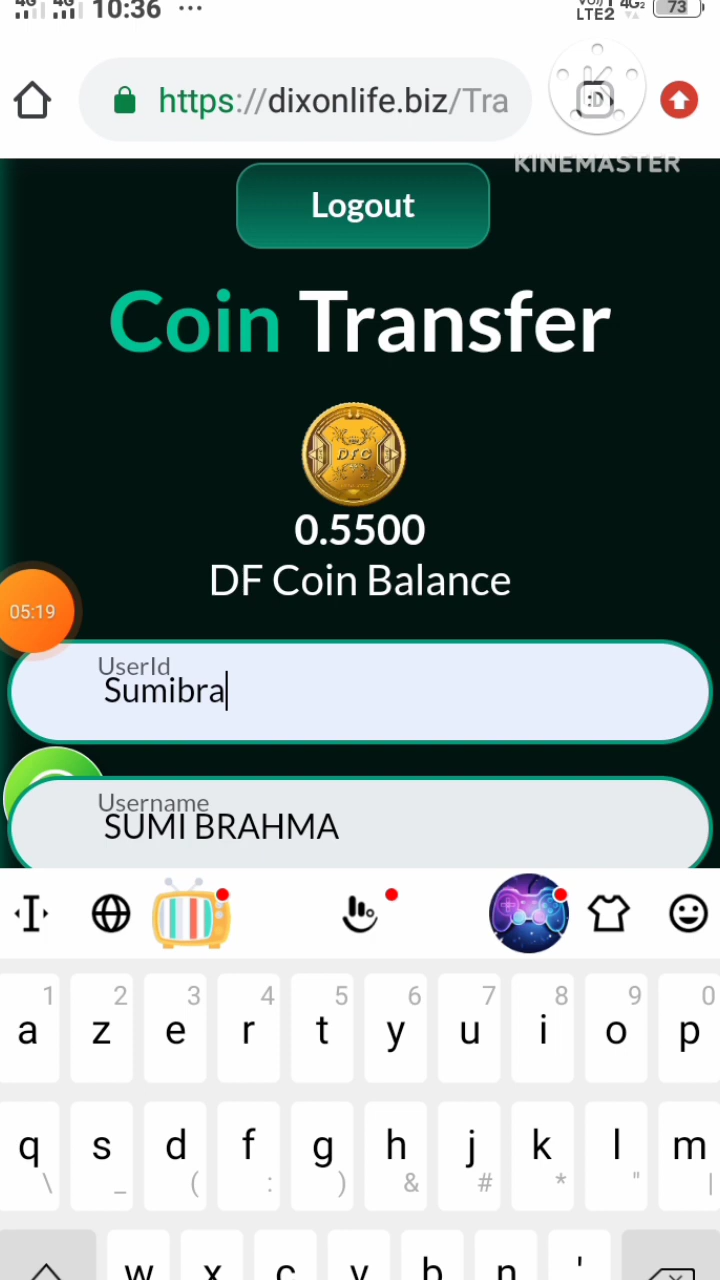 10:36
LTE2
4G2
73
https://dixonlife.biz/Tra
:D
KINEMASTER
Logout
Coin Transfer
DFC
0.5500
DF Coin Balance
05:19
UserId
Sumibra
Username
SUMI BRAHMA
1 2 3 4 5 6 7 8 9 0
a z e r t y u i o p
q s d f g h j k l m
\ _ ( : ) & # * " |
w x c v b n '